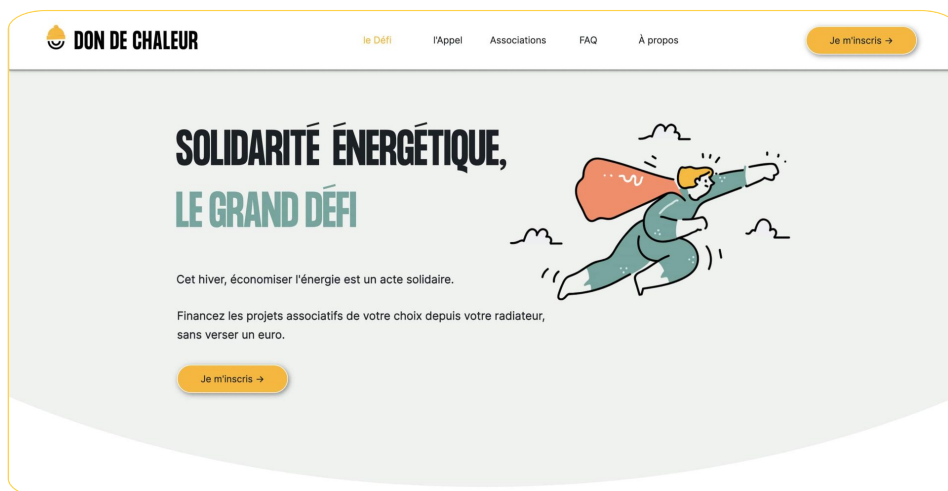 DON DE CHALEUR
le Défi
l'Appel
Associations
FAQ
À propos
Je m'inscris →
SOLIDARITÉ ÉNERGÉTIQUE,
LE GRAND DÉFI
Cet hiver, économiser l'énergie est un acte solidaire.
Financez les projets associatifs de votre choix depuis votre radiateur,
sans verser un euro.
Je m'inscris →